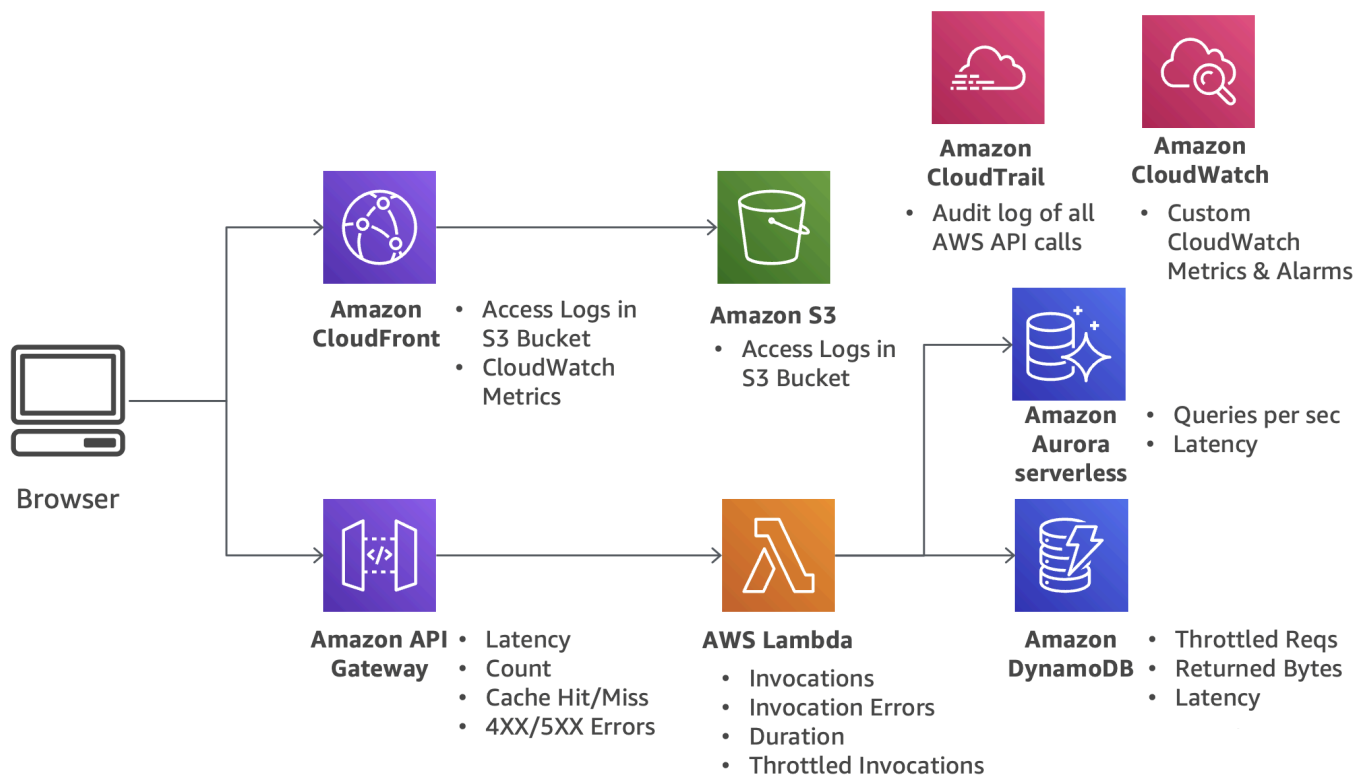 Amazon
CloudTrail
• Audit log of all
AWS API calls
Amazon
CloudWatch
• Custom
CloudWatch
Metrics & Alarms
Amazon
CloudFront
• Access Logs in
S3 Bucket
• CloudWatch
Metrics
Amazon S3
• Access Logs in
S3 Bucket
Browser
Amazon
Aurora
serverless
• Queries per sec
• Latency
</>
Amazon API
Gateway
• Latency
• Count
• Cache Hit/Miss
• 4XX/5XX Errors
AWS Lambda
• Invocations
• Invocation Errors
• Duration
• Throttled Invocations
Amazon
DynamoDB
• Throttled Reqs
• Returned Bytes
• Latency